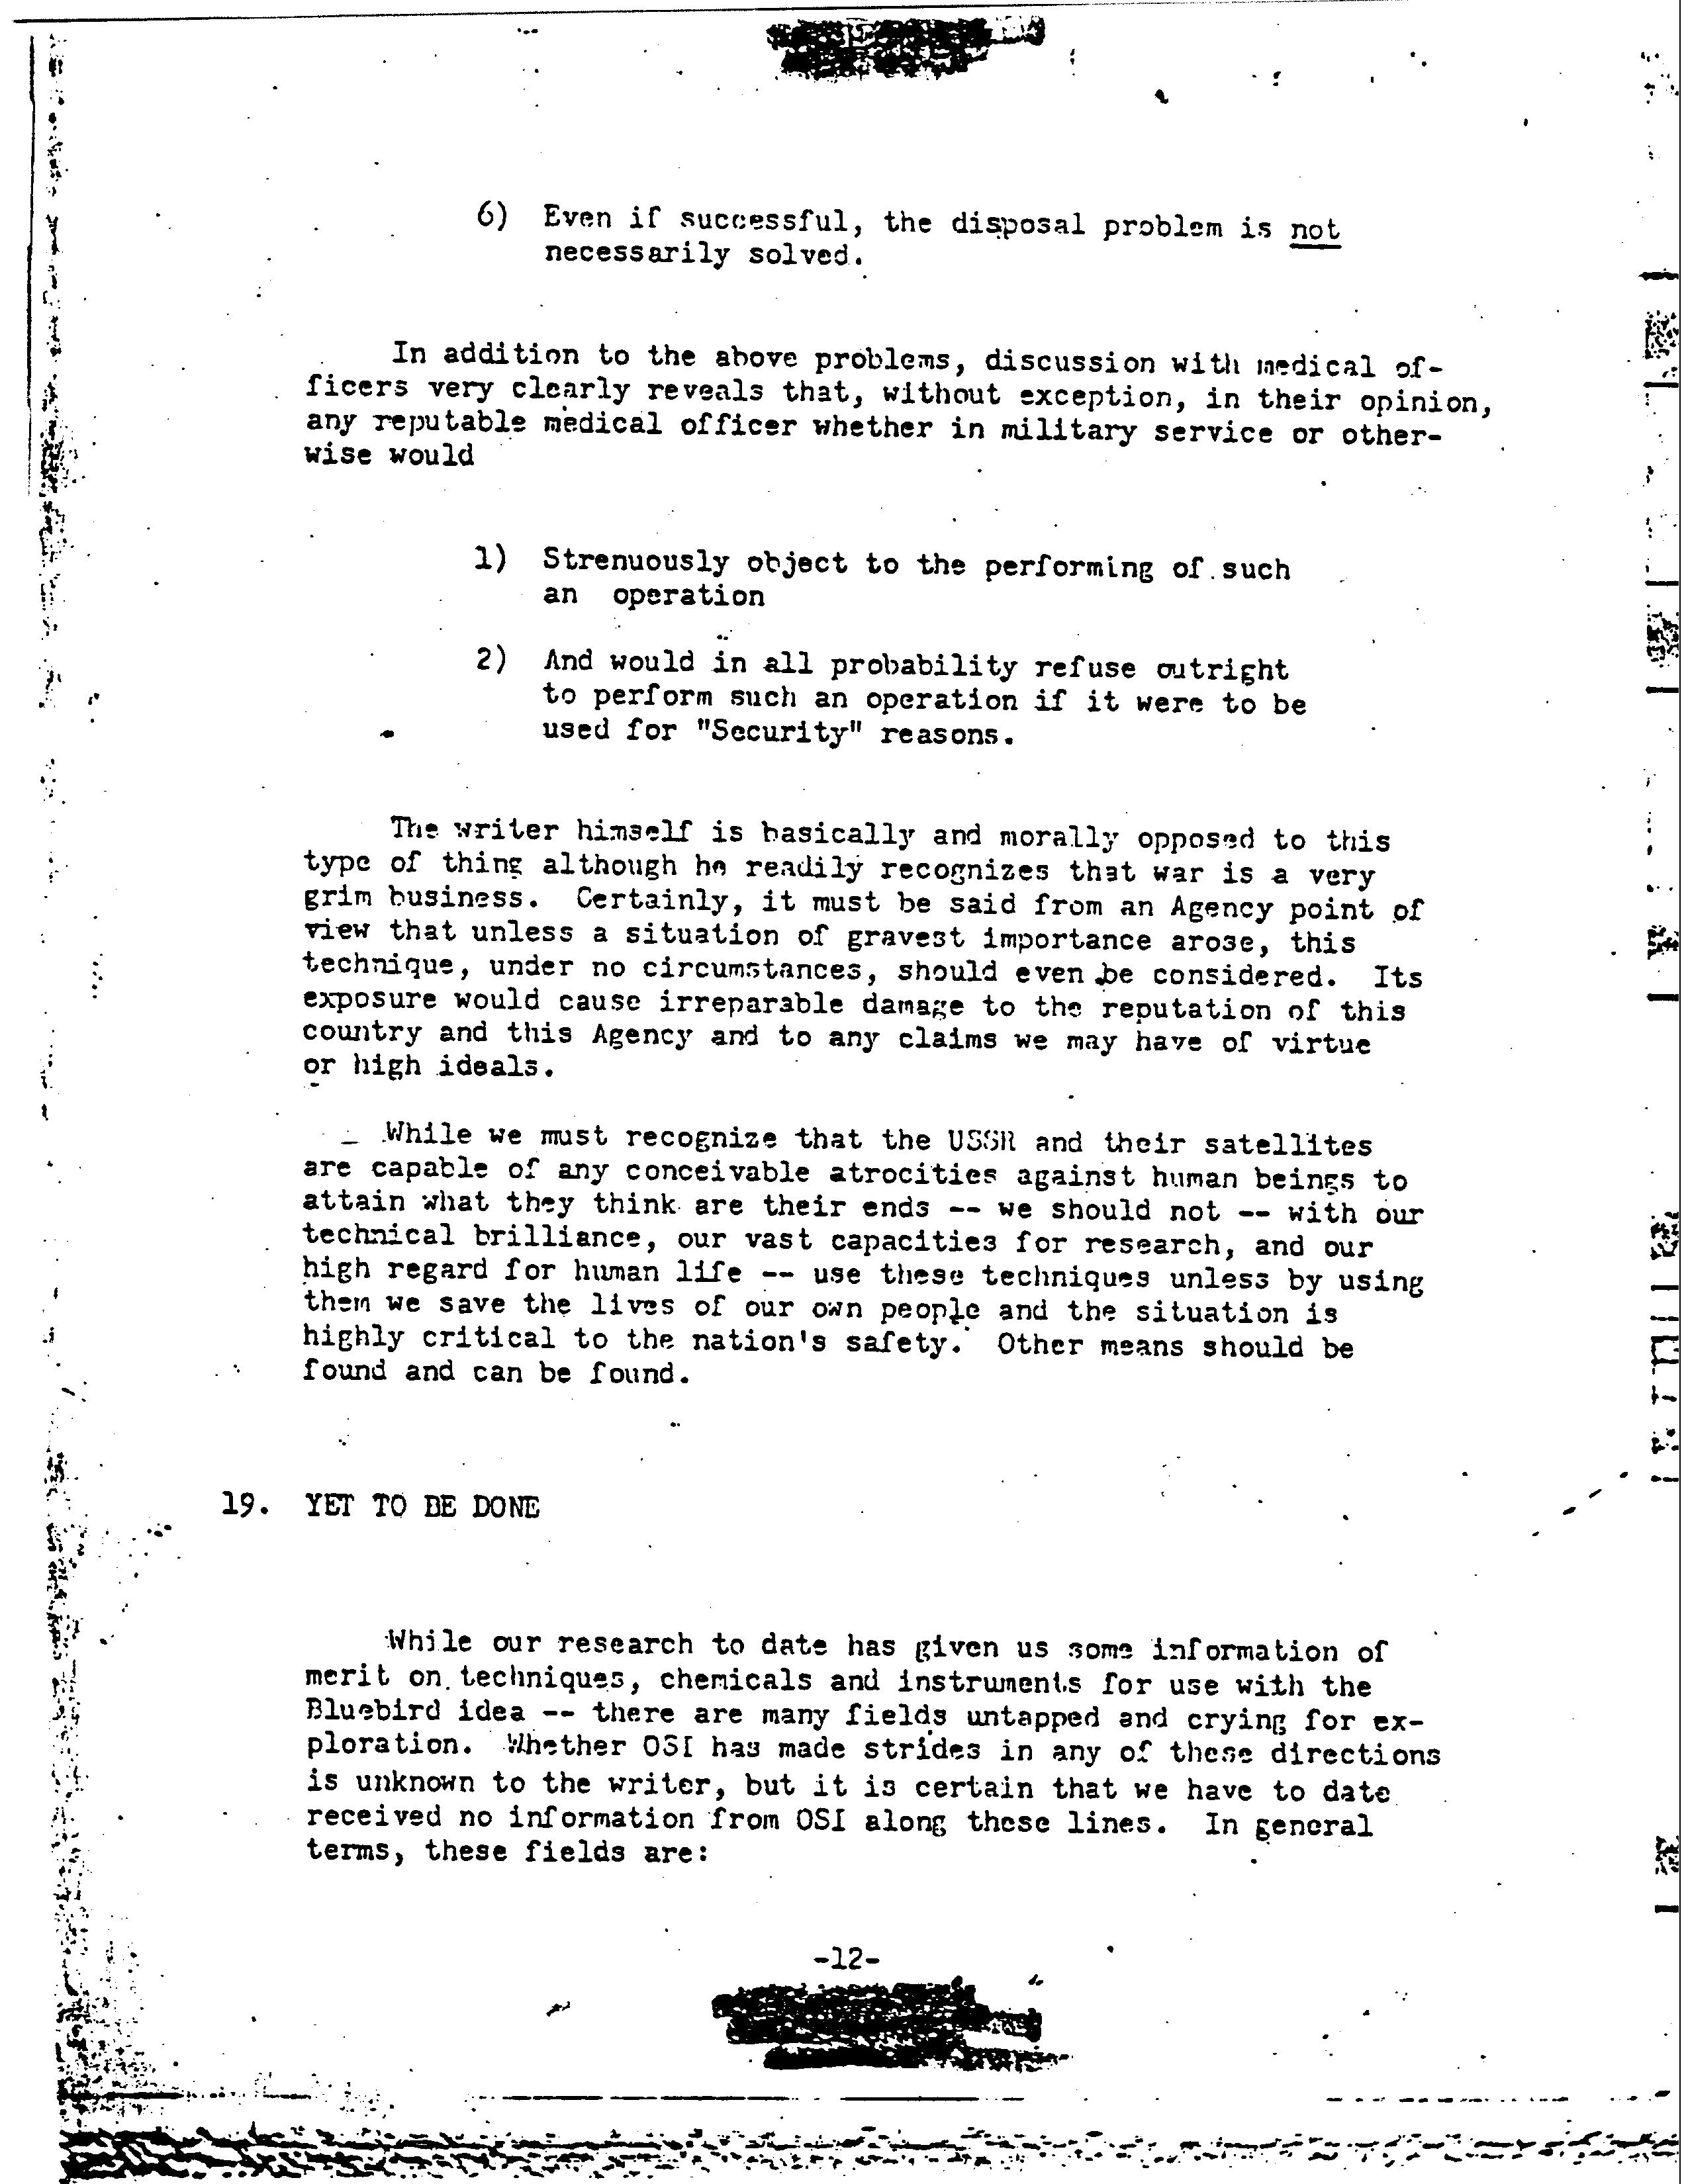 6) Even if successful, the disposal problem is not
necessarily solved.
In addition to the above problems, discussion with medical of-
ficers very clearly reveals that, without exception, in their opinion,
any reputable medical officer whether in military service or other-
wise would
1) Strenuously object to the performing of such
an operation
2) And would in all probability refuse outright
to perform such an operation if it were to be
used for "Security" reasons.
The writer himself is basically and morally opposed to this
type of thing although he readily recognizes that war is a very
grim business. Certainly, it must be said from an Agency point of
view that unless a situation of gravest importance arose, this
technique, under no circumstances, should even be considered. Its
exposure would cause irreparable damage to the reputation of this
country and this Agency and to any claims we may have of virtue
or high ideals.
While we must recognize that the USSR and their satellites
are capable of any conceivable atrocities against human beings to
attain what they think are their ends -- we should not -- with our
technical brilliance, our vast capacities for research, and our
high regard for human life -- use these techniques unless by using
them we save the lives of our own people and the situation is
highly critical to the nation's safety. Other means should be
found and can be found.
19. YET TO BE DONE
While our research to date has given us some information of
merit on techniques, chemicals and instruments for use with the
Bluebird idea -- there are many fields untapped and crying for ex-
ploration. Whether OSI has made strides in any of these directions
is unknown to the writer, but it is certain that we have to date
received no information from OSI along these lines. In general
terms, these fields are:
-12-